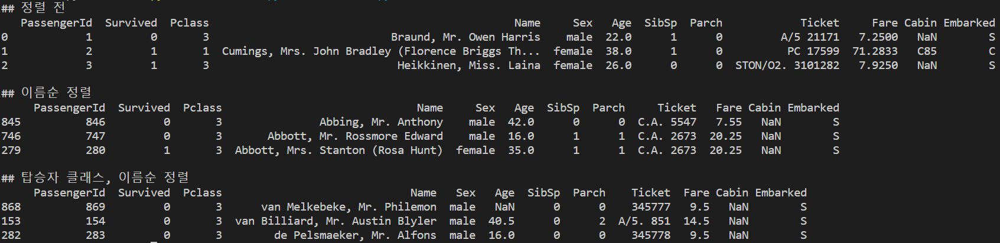 ## 정렬 전
PassengerId Survived Pclass Name Sex Age SibSp Parch Ticket Fare Cabin Embarked
0 1 0 3 Braund, Mr. Owen Harris male 22.0 1 0 A/5 21171 7.2500 NaN S
1 2 1 1 Cumings, Mrs. John Bradley (Florence Briggs Th... female 38.0 1 0 PC 17599 71.2833 C85 C
2 3 1 3 Heikkinen, Miss. Laina female 26.0 0 0 STON/O2. 3101282 7.9250 NaN S
## 이름순 정렬
PassengerId Survived Pclass Name Sex Age SibSp Parch Ticket Fare Cabin Embarked
845 846 0 3 Abbing, Mr. Anthony male 42.0 0 0 C.A. 5547 7.55 NaN S
746 747 0 3 Abbott, Mr. Rossmore Edward male 16.0 1 1 C.A. 2673 20.25 NaN S
279 280 1 3 Abbott, Mrs. Stanton (Rosa Hunt) female 35.0 1 1 C.A. 2673 20.25 NaN S
## 탑승자 클래스, 이름순 정렬
PassengerId Survived Pclass Name Sex Age SibSp Parch Ticket Fare Cabin Embarked
868 869 0 3 van Melkebeke, Mr. Philemon male NaN 0 0 345777 9.5 NaN S
153 154 0 3 van Billiard, Mr. Austin Blyler male 40.5 0 2 A/5. 851 14.5 NaN S
282 283 0 3 de Pelsmaeker, Mr. Alfons male 16.0 0 0 345778 9.5 NaN S